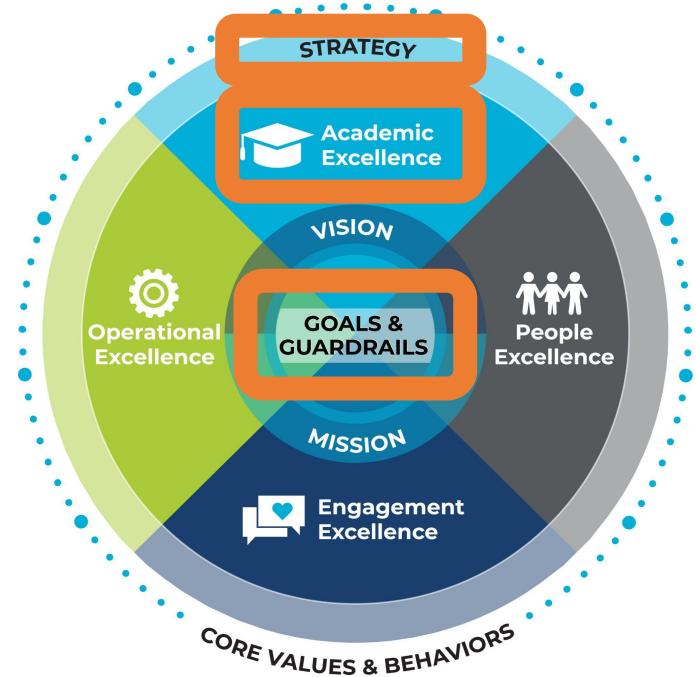 STRATEGY
Academic
Excellence
VISION
Operational
Excellence
GOALS &
GUARDRAILS
People
Excellence
MISSION
Engagement
Excellence
CORE VALUES & BEHAVIORS